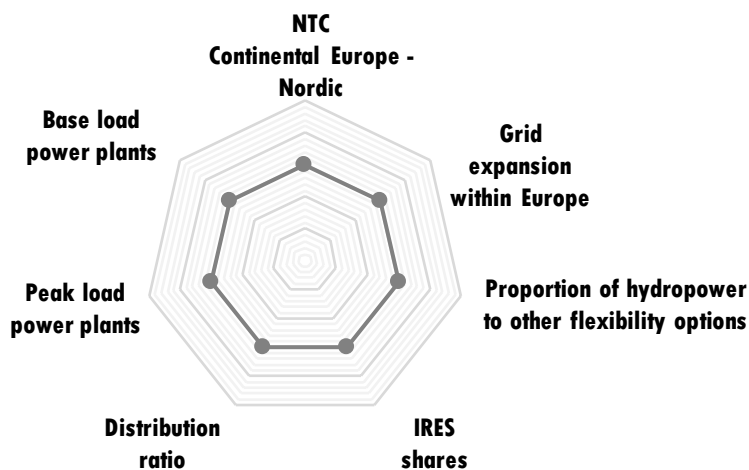 NTC
Continental Europe -
Nordic
Base load
power plants
Grid
expansion
within Europe
Peak load
power plants
Proportion of hydropower
to other flexibility options
Distribution
ratio
IRES
shares